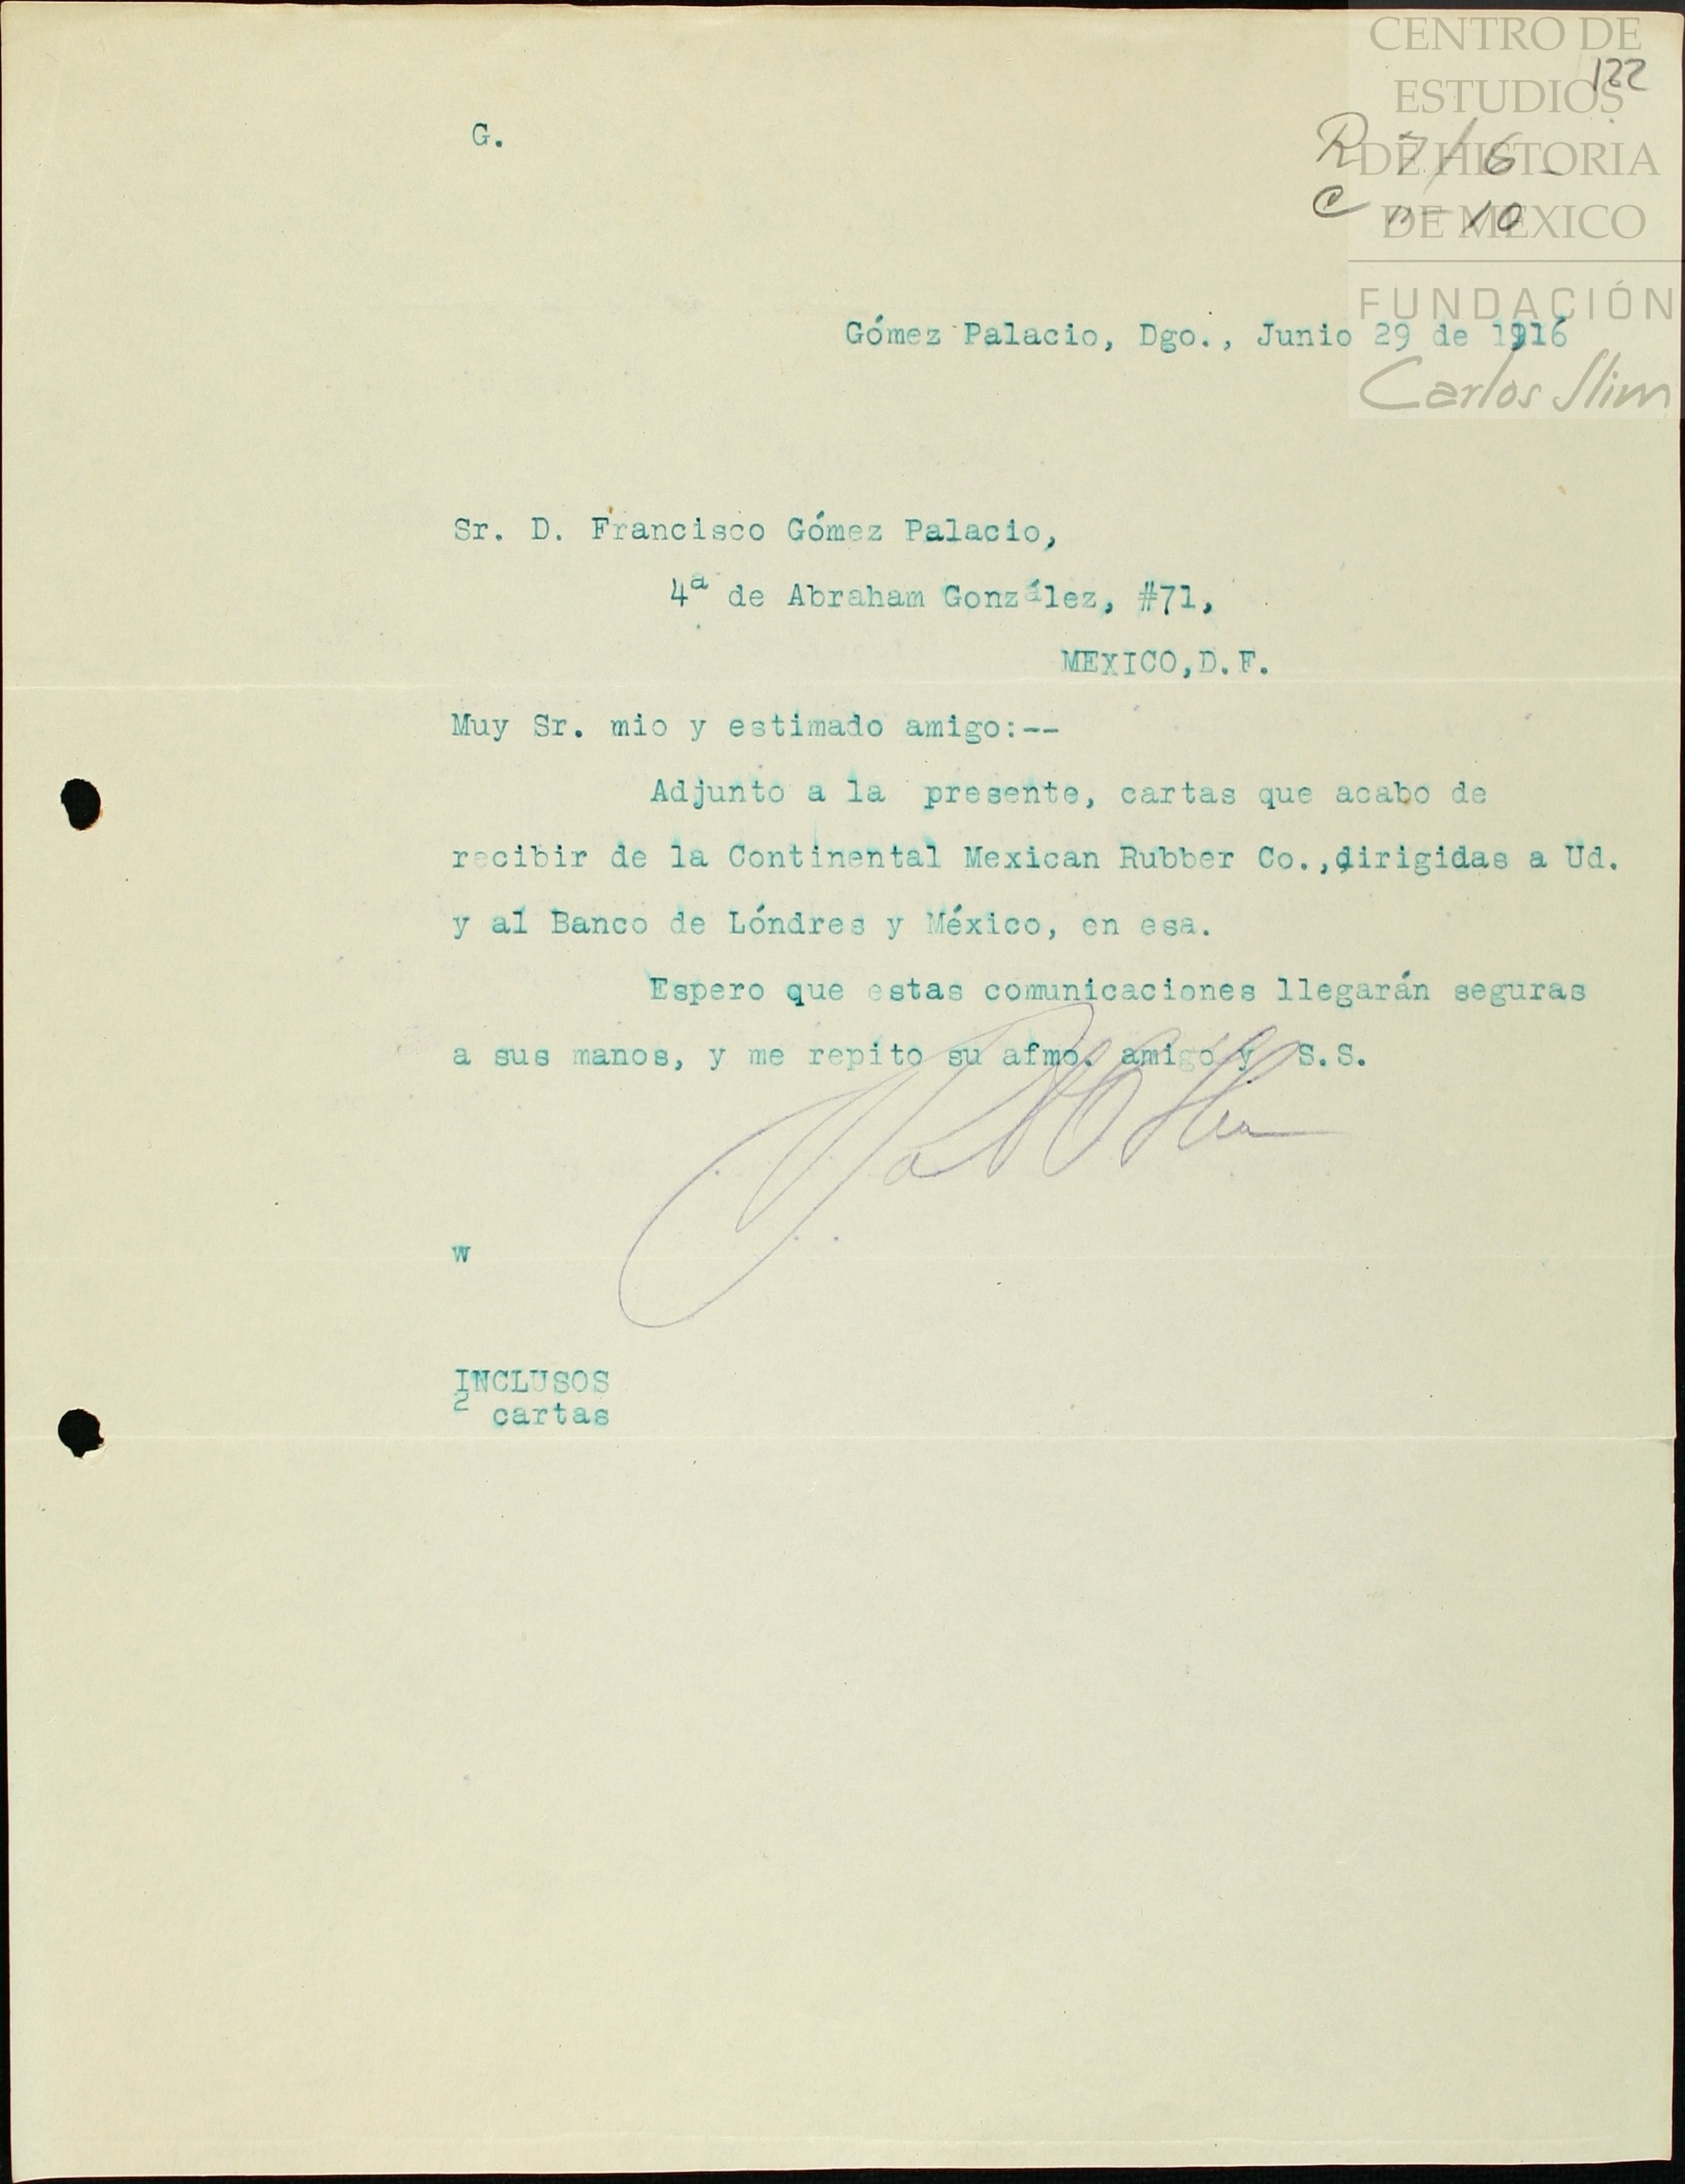 CENTRO DE
122
ESTUDIOS
G.
R 7/6-
DE HISTORIA
C " 10
DE MEXICO
FUNDACIÓN
Gómez Palacio, Dgo., Junio 29 de 1916
Carlos Slim
Sr. D. Francisco Gómez Palacio,
4ª de Abraham González, #71,
MEXICO,D.F.
Muy Sr. mio y estimado amigo:--
Adjunto a la presente, cartas que acabo de
recibir de la Continental Mexican Rubber Co.,dirigidas a Ud.
y al Banco de Lóndres y México, en esa.
Espero que estas comunicaciones llegarán seguras
a sus manos, y me repito su afmo. amigo y S.S.
w
INCLUSOS
2 cartas